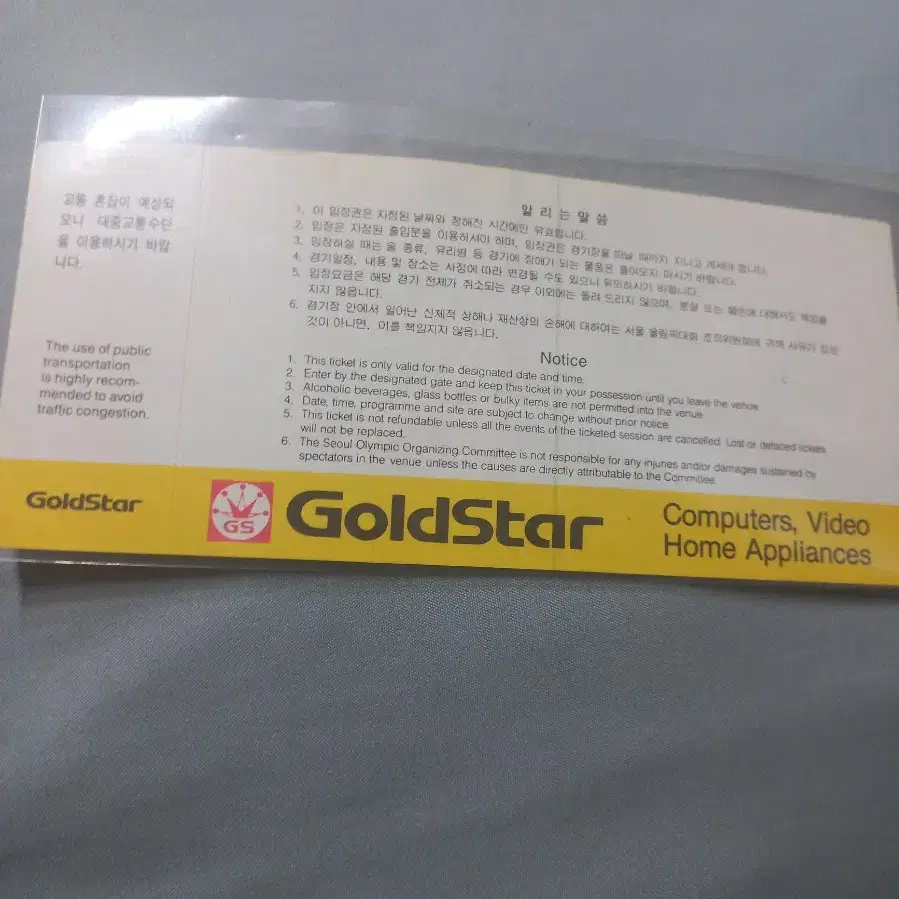 교통 혼잡이 예상되
오니 대중교통수단
을 이용하시기 바랍
니다.
The use of public
transportation
is highly recom-
mended to avoid
traffic congestion.
알 리 는 말 씀
1. 이 입장권은 지정된 날짜와 정해진 시간에만 유효합니다.
2. 입장은 지정된 출입문을 이용하셔야 하며, 입장권은 경기장을 떠날 때까지 지니고 계셔야 합니다.
3. 입장하실 때는 술 종류, 유리병 등 경기에 장애가 되는 물품은 들여오지 마시기 바랍니다.
4. 경기일정, 내용 및 장소는 사정에 따라 변경될 수도 있으니 유의하시기 바랍니다.
5. 입장요금은 해당 경기 전체가 취소되는 경우 이외에는 돌려 드리지 않으며, 분실 또는 훼손에 대해서도 책임을
지지 않습니다.
6. 경기장 안에서 일어난 신체적 상해나 재산상의 손해에 대하여는 서울 올림픽대회 조직위원회에 귀책 사유가 있는
것이 아니면, 이를 책임지지 않습니다.
Notice
1. This ticket is only valid for the designated date and time.
2. Enter by the designated gate and keep this ticket in your possession until you leave the venue.
3. Alcoholic beverages, glass bottles or bulky items are not permitted into the venue.
4. Date, time, programme and site are subject to change without prior notice.
5. This ticket is not refundable unless all the events of the ticketed session are cancelled. Lost or defaced tickets
will not be replaced.
6. The Seoul Olympic Organizing Committee is not responsible for any injuries and/or damages sustained by
spectators in the venue unless the causes are directly attributable to the Committee.
GoldStar
GS
GoldStar
Computers, Video
Home Appliances